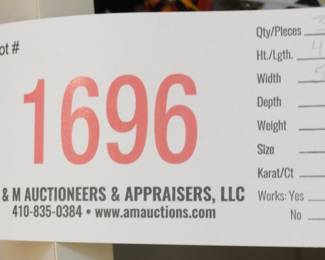 ot #
1696
& M AUCTIONEERS & APPRAISERS, LLC
410-835-0384 • www.amauctions.com
Qty/Pieces
Ht./Lgth. 4
Width
Depth
Weight
Size
Karat/Ct
Works: Yes
No